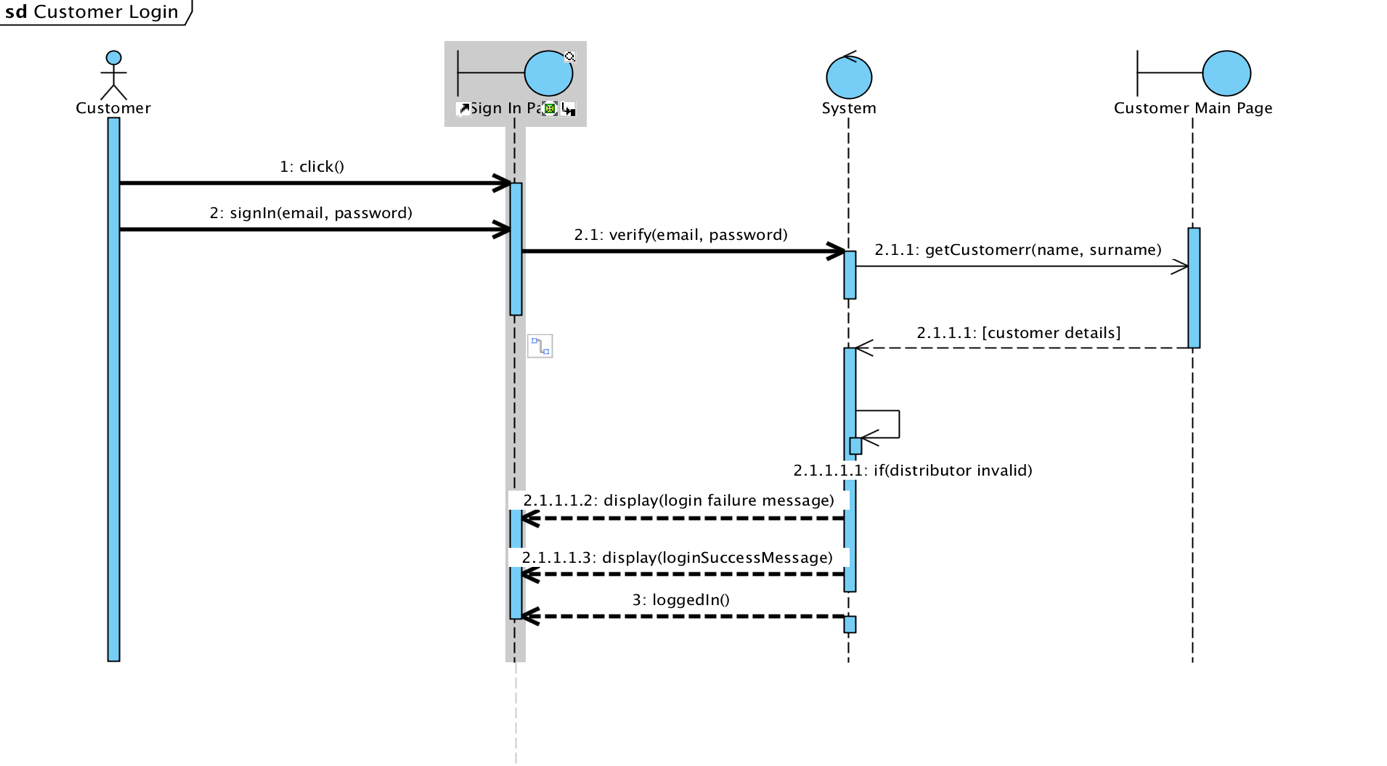 sd Customer Login
Customer
Sign In
System
Customer Main Page
1: click()
2: signIn(email, password)
2.1: verify(email, password)
2.1.1: getCustomerr(name, surname)
2.1.1.1: [customer details]
2.1.1.1.1: if(distributor invalid)
2.1.1.1.2: display(login failure message)
2.1.1.1.3: display(loginSuccessMessage)
3: loggedIn()